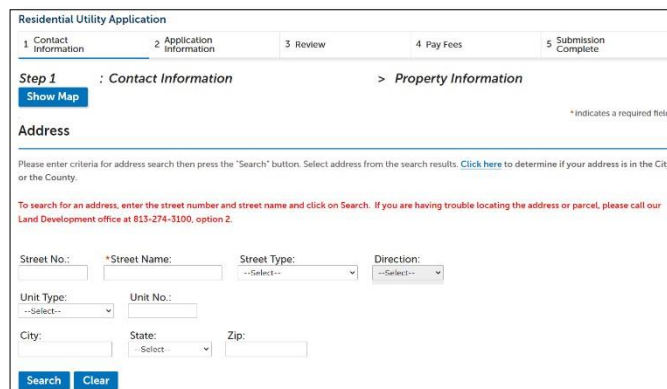 Residential Utility Application
1 Contact Information
2 Application Information
3 Review
4 Pay Fees
5 Submission Complete
Step 1 : Contact Information > Property Information
Show Map
* indicates a required fiel
Address
Please enter criteria for address search then press the "Search" button. Select address from the search results. Click here to determine if your address is in the Cit
or the County.
To search for an address, enter the street number and street name and click on Search. If you are having trouble locating the address or parcel, please call our
Land Development office at 813-274-3100, option 2.
Street No.: *Street Name: Street Type: Direction:
--Select-- --Select--
Unit Type: Unit No.:
--Select--
City: State: Zip:
--Select--
Search Clear